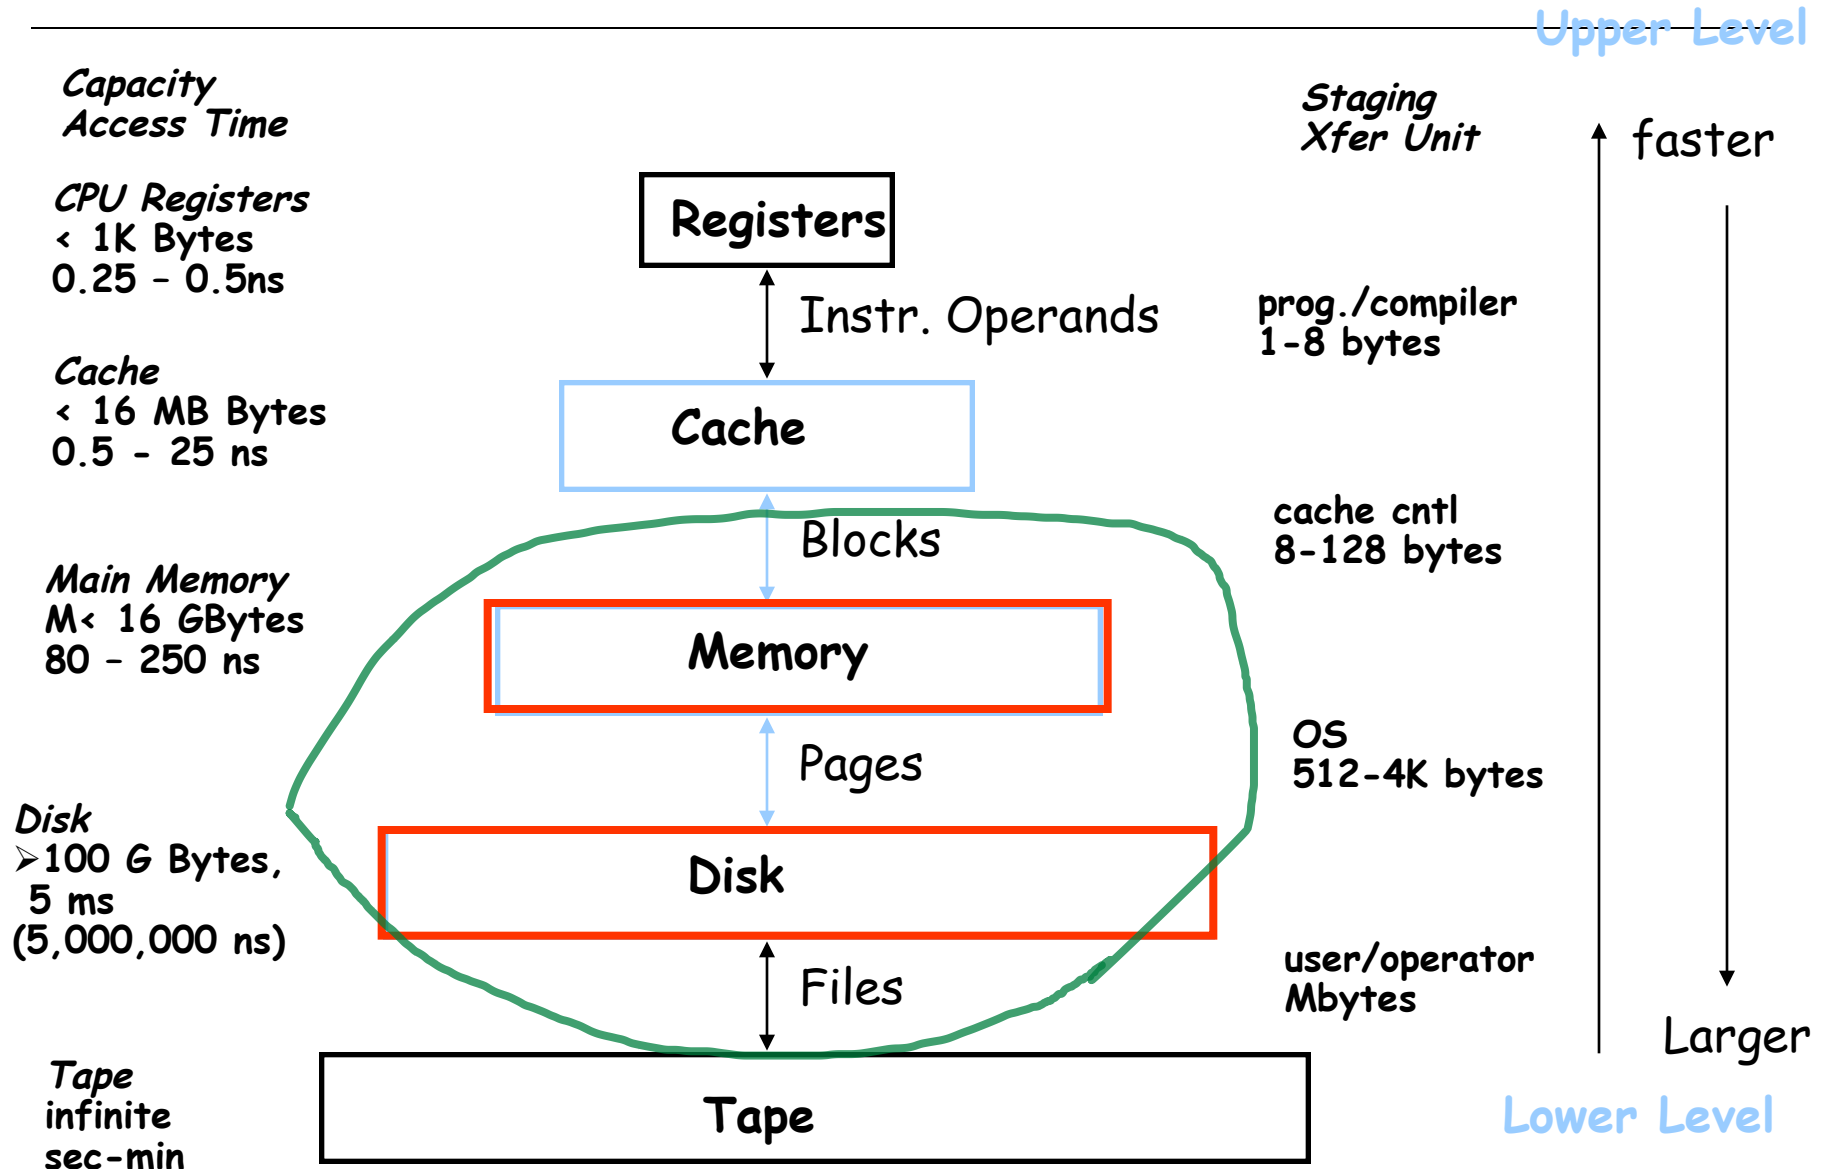 Upper Level
Capacity
Access Time
Staging
Xfer Unit
faster
CPU Registers
< 1K Bytes
0.25 – 0.5ns
Registers
Instr. Operands
prog./compiler
1-8 bytes
Cache
< 16 MB Bytes
0.5 - 25 ns
Cache
Blocks
cache cntl
8-128 bytes
Main Memory
M< 16 GBytes
80 – 250 ns
Memory
Pages
OS
512-4K bytes
Disk
➢100 G Bytes,
5 ms
(5,000,000 ns)
Disk
Files
user/operator
Mbytes
Larger
Tape
infinite
sec-min
Tape
Lower Level